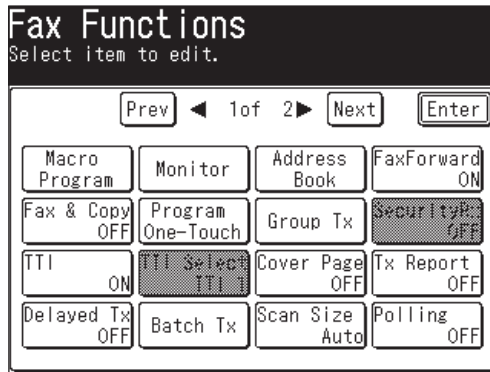 Fax Functions
Select item to edit.
Prev ◀ 1of 2▶ Next Enter
Macro Program
Monitor
Address Book
FaxForward ON
Fax & Copy OFF
Program One-Touch
Group Tx
SecurityR: OFF
TTI ON
TTI Select TTI 1
Cover Page OFF
Tx Report OFF
Delayed Tx OFF
Batch Tx
Scan Size Auto
Polling OFF